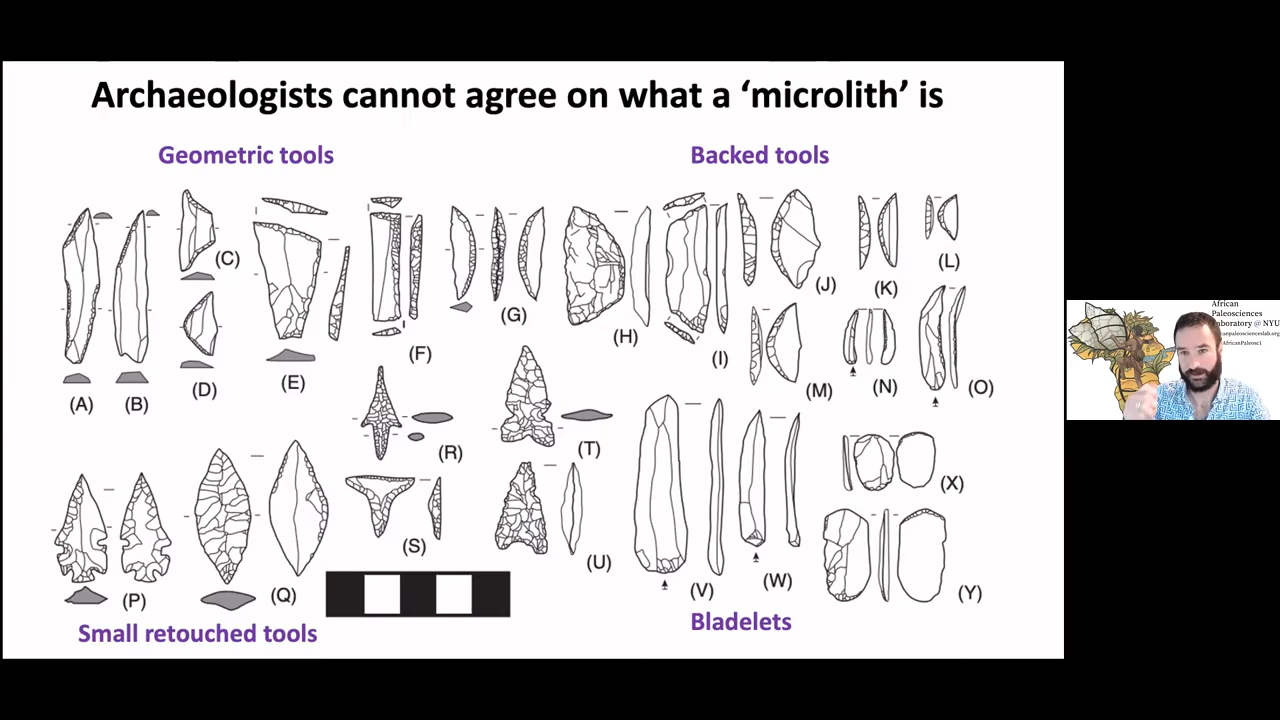 Archaeologists cannot agree on what a ‘microlith’ is
Geometric tools
Backed tools
(A)
(B)
(C)
(D)
(E)
(F)
(G)
(H)
(I)
(J)
(K)
(L)
(M)
(N)
(O)
(P)
(Q)
(R)
(S)
(T)
(U)
(V)
(W)
(X)
(Y)
Small retouched tools
Bladelets
African
Paleosciences
Laboratory @ NYU